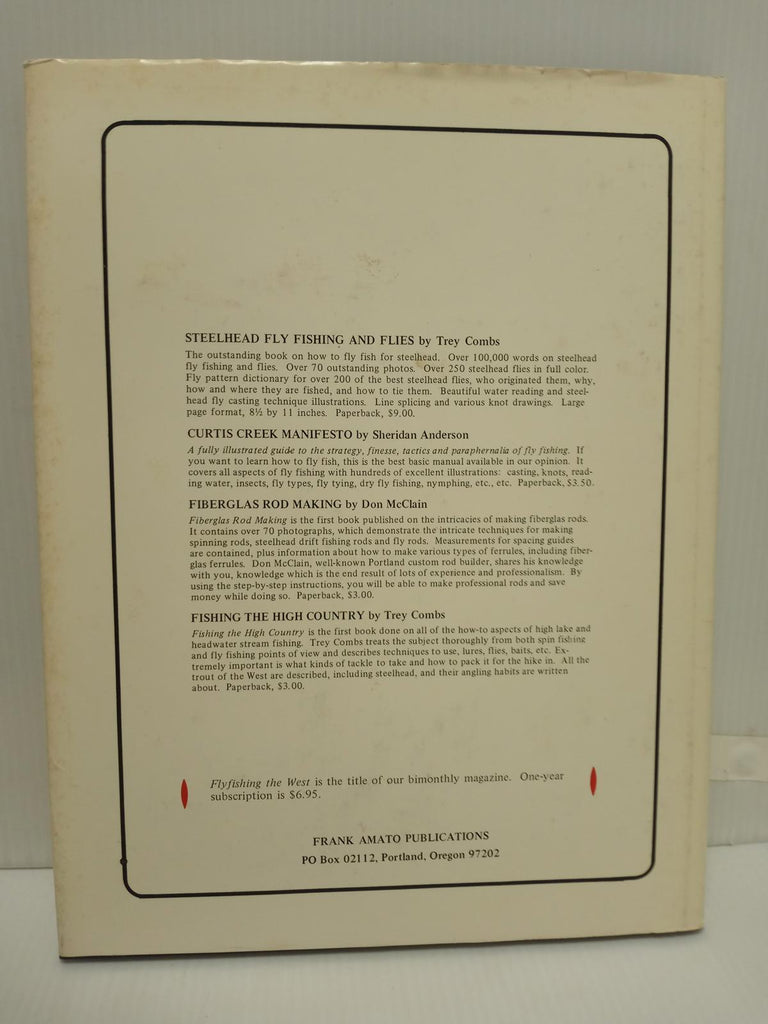 STEELHEAD FLY FISHING AND FLIES by Trey Combs
The outstanding book on how to fly fish for steelhead. Over 100,000 words on steelhead
fly fishing and flies. Over 70 outstanding photos. Over 250 steelhead flies in full color.
Fly pattern dictionary for over 200 of the best steelhead flies, who originated them, why,
how and where they are fished, and how to tie them. Beautiful water reading and steel-
head fly casting technique illustrations. Line splicing and various knot drawings. Large
page format, 8½ by 11 inches. Paperback, $9.00.
CURTIS CREEK MANIFESTO by Sheridan Anderson
A fully illustrated guide to the strategy, finesse, tactics and paraphernalia of fly fishing. If
you want to learn how to fly fish, this is the best basic manual available in our opinion. It
covers all aspects of fly fishing with hundreds of excellent illustrations: casting, knots, read-
ing water, insects, fly types, fly tying, dry fly fishing, nymphing, etc., etc. Paperback, $3.50.
FIBERGLAS ROD MAKING by Don McClain
Fiberglas Rod Making is the first book published on the intricacies of making fiberglas rods.
It contains over 70 photographs, which demonstrate the intricate techniques for making
spinning rods, steelhead drift fishing rods and fly rods. Measurements for spacing guides
are contained, plus information about how to make various types of ferrules, including fiber-
glas ferrules. Don McClain, well-known Portland custom rod builder, shares his knowledge
with you, knowledge which is the end result of lots of experience and professionalism. By
using the step-by-step instructions, you will be able to make professional rods and save
money while doing so. Paperback, $3.00.
FISHING THE HIGH COUNTRY by Trey Combs
Fishing the High Country is the first book done on all of the how-to aspects of high lake and
headwater stream fishing. Trey Combs treats the subject thoroughly from both spin fishing
and fly fishing points of view and describes techniques to use, lures, flies, baits, etc. Ex-
tremely important is what kinds of tackle to take and how to pack it for the hike in. All the
trout of the West are described, including steelhead, and their angling habits are written
about. Paperback, $3.00.
Flyfishing the West is the title of our bimonthly magazine. One-year
subscription is $6.95.
FRANK AMATO PUBLICATIONS
PO Box 02112, Portland, Oregon 97202